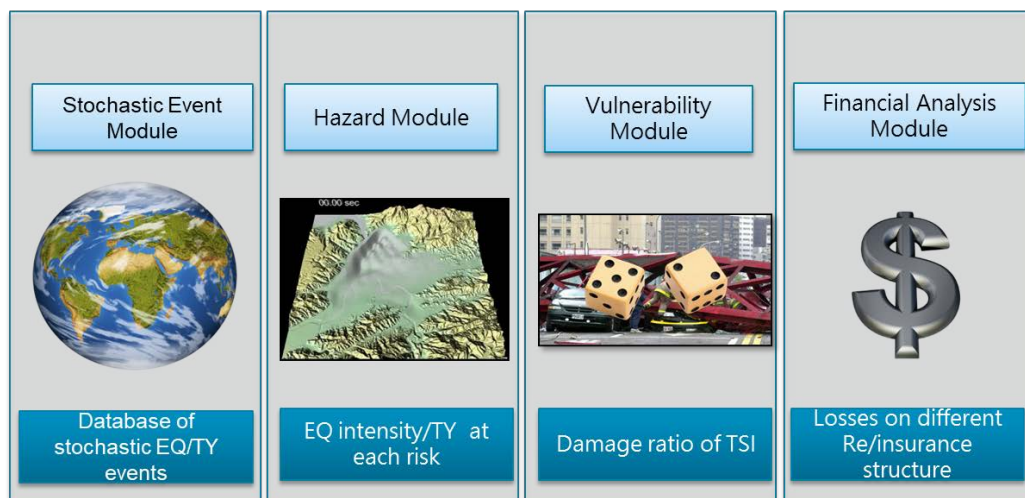 Stochastic Event
Module
Database of
stochastic EQ/TY
events
Hazard Module
00.00 sec
EQ intensity/TY at
each risk
Vulnerability
Module
Damage ratio of TSI
Financial Analysis
Module
$
Losses on different
Re/insurance
structure